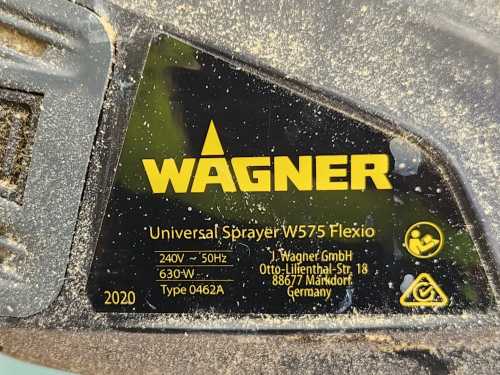 WAGNER
Universal Sprayer W575 Flexio
240V ~ 50Hz
630 W
Type 0462A
J. Wagner GmbH
Otto-Lilienthal-Str. 18
88677 Markdorf
Germany
2020